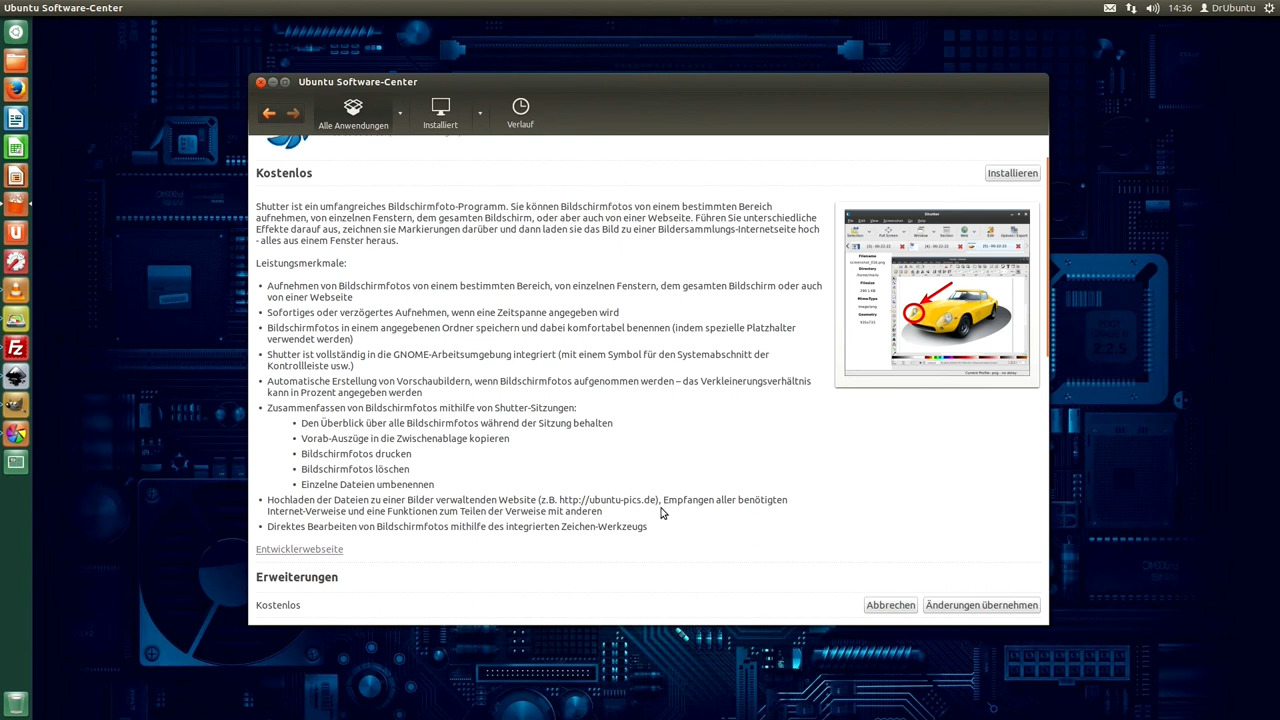 Ubuntu Software-Center
14:36
DrUbuntu
Ubuntu Software-Center
Alle Anwendungen
Installiert
Verlauf
Kostenlos
Installieren
Shutter ist ein umfangreiches Bildschirmfoto-Programm. Sie können Bildschirmfotos von einem bestimmten Bereich
aufnehmen, von einzelnen Fenstern, dem gesamten Bildschirm, oder aber auch von einer Webseite. Führen Sie unterschiedliche
Effekte darauf aus, zeichnen sie Markierungen darüber und dann laden sie das Bild zu einer Bildersammlungs-Internetseite hoch
- alles aus einem Fenster heraus.
Leistungsmerkmale:
• Aufnehmen von Bildschirmfotos von einem bestimmten Bereich, von einzelnen Fenstern, dem gesamten Bildschirm oder auch
von einer Webseite
• Sofortiges oder verzögertes Aufnehmen, wenn eine Zeitspanne angegeben wird
• Bildschirmfotos in einem angegebenen Ordner speichern und dabei komfortabel benennen (indem spezielle Platzhalter
verwendet werden)
• Shutter ist vollständig in die GNOME-Arbeitsumgebung integriert (mit einem Symbol für den Systemabschnitt der
Kontrollleiste usw.)
• Automatische Erstellung von Vorschaubildern, wenn Bildschirmfotos aufgenommen werden – das Verkleinerungsverhältnis
kann in Prozent angegeben werden
• Zusammenfassen von Bildschirmfotos mithilfe von Shutter-Sitzungen:
• Den Überblick über alle Bildschirmfotos während der Sitzung behalten
• Vorab-Auszüge in die Zwischenablage kopieren
• Bildschirmfotos drucken
• Bildschirmfotos löschen
• Einzelne Dateien umbenennen
• Hochladen der Dateien zu einer Bilder verwaltenden Website (z.B. http://ubuntu-pics.de), Empfangen aller benötigten
Internet-Verweise und eine Funktionen zum Teilen der Verweise mit anderen
• Direktes Bearbeiten von Bildschirmfotos mithilfe des integrierten Zeichen-Werkzeugs
Entwicklerwebseite
Erweiterungen
Kostenlos
Abbrechen
Änderungen übernehmen
Shutter
Filename
Directory
Filesize
MimeType
Geometry
2.2.5